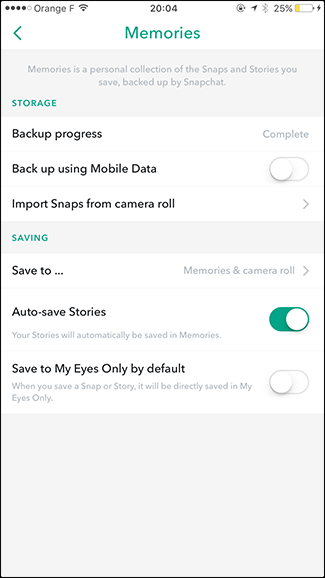 Orange F 20:04 25%
Memories
Memories is a personal collection of the Snaps and Stories you
save, backed up by Snapchat.
STORAGE
Backup progress Complete
Back up using Mobile Data
Import Snaps from camera roll
SAVING
Save to ... Memories & camera roll
Auto-save Stories
Your Stories will automatically be saved in Memories.
Save to My Eyes Only by default
When you save a Snap or Story, it will be directly saved in My
Eyes Only.